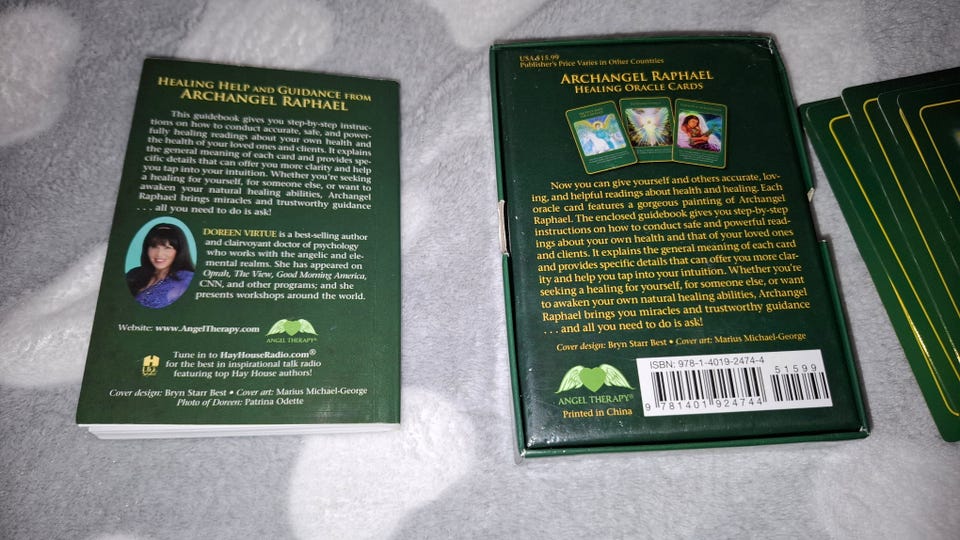 HEALING HELP AND GUIDANCE FROM
ARCHANGEL RAPHAEL
This guidebook gives you step-by-step instruc-
tions on how to conduct accurate, safe, and power-
fully healing readings about your own health and
the health of your loved ones and clients. It explains
the general meaning of each card and provides spe-
cific details that can offer you more clarity and help
you tap into your intuition. Whether you're seeking
a healing for yourself, for someone else, or want to
awaken your natural healing abilities, Archangel
Raphael brings miracles and trustworthy guidance
. . . all you need to do is ask!
DOREEN VIRTUE is a best-selling author
and clairvoyant doctor of psychology
who works with the angelic and ele-
mental realms. She has appeared on
Oprah, The View, Good Morning America,
CNN, and other programs; and she
presents workshops around the world.
Website: www.AngelTherapy.com
ANGEL THERAPY®
Tune in to HayHouseRadio.com®
for the best in inspirational talk radio
featuring top Hay House authors!
Cover design: Bryn Starr Best • Cover art: Marius Michael-George
Photo of Doreen: Patrina Odette
USA $15.99
Publisher's Price Varies in Other Countries
ARCHANGEL RAPHAEL
HEALING ORACLE CARDS
Now you can give yourself and others accurate, lov-
ing, and helpful readings about health and healing. Each
oracle card features a gorgeous painting of Archangel
Raphael. The enclosed guidebook gives you step-by-step
instructions on how to conduct safe and powerful read-
ings about your own health and that of your loved ones
and clients. It explains the general meaning of each card
and provides specific details that can offer you more clar-
ity and help you tap into your intuition. Whether you're
seeking a healing for yourself, for someone else, or want
to awaken your own natural healing abilities, Archangel
Raphael brings you miracles and trustworthy guidance
. . . and all you need to do is ask!
Cover design: Bryn Starr Best • Cover art: Marius Michael-George
ANGEL THERAPY®
Printed in China
ISBN: 978-1-4019-2474-4
51599
9 781401 924744